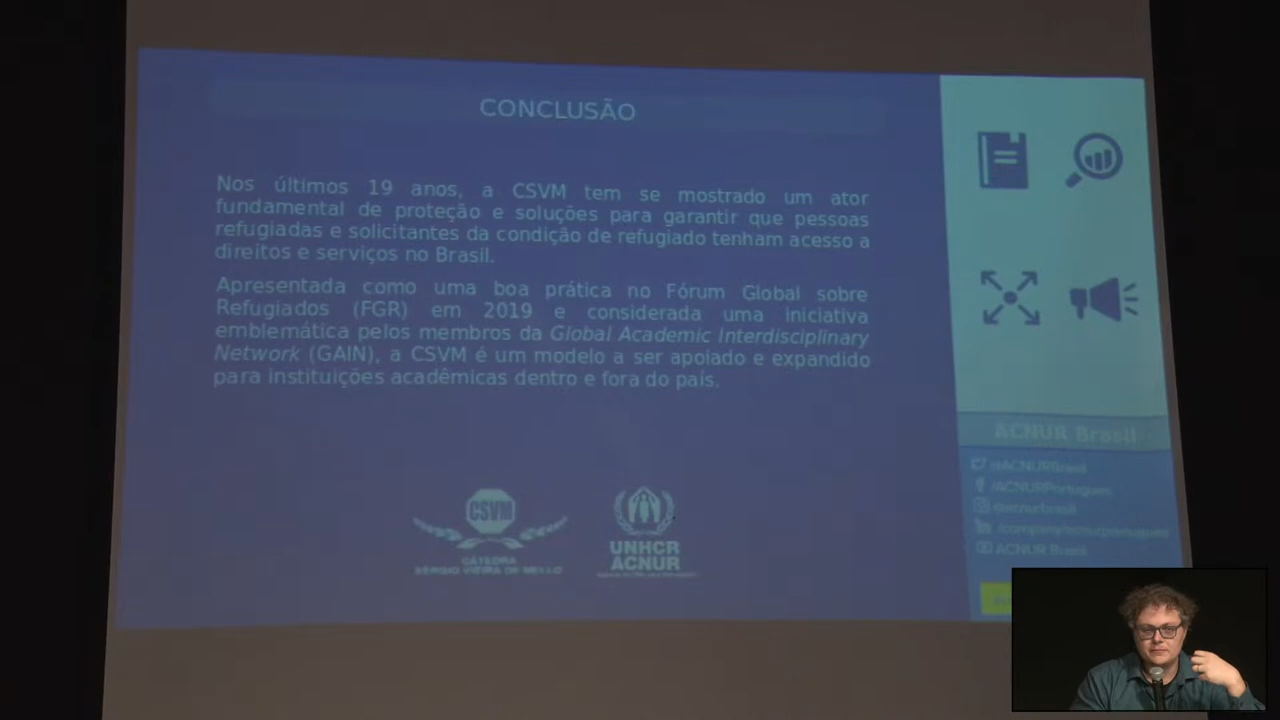 CONCLUSÃO
Nos últimos 19 anos, a CSVM tem se mostrado um ator
fundamental de proteção e soluções para garantir que pessoas
refugiadas e solicitantes da condição de refugiado tenham acesso a
direitos e serviços no Brasil.
Apresentada como uma boa prática no Fórum Global sobre
Refugiados (FGR) em 2019 e considerada uma iniciativa
emblemática pelos membros da Global Academic Interdisciplinary
Network (GAIN), a CSVM é um modelo a ser apoiado e expandido
para instituições acadêmicas dentro e fora do país.
CSVM
CÁTEDRA
SÉRGIO VIEIRA DE MELLO
UNHCR
ACNUR
ACNUR Brasil
@ACNURBrasil
/ACNURPortugues
@acnurbrasil
/company/acnurportugues
ACNUR Brasil